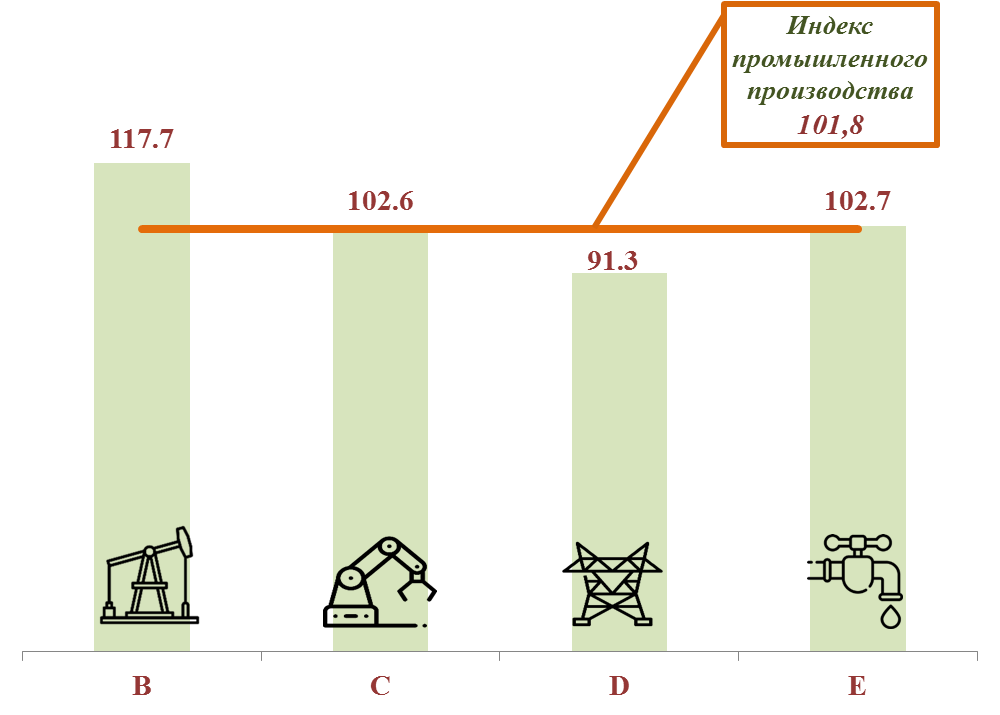 Индекс
промышленного
производства
101,8
117.7
102.6
91.3
102.7
B
C
D
E